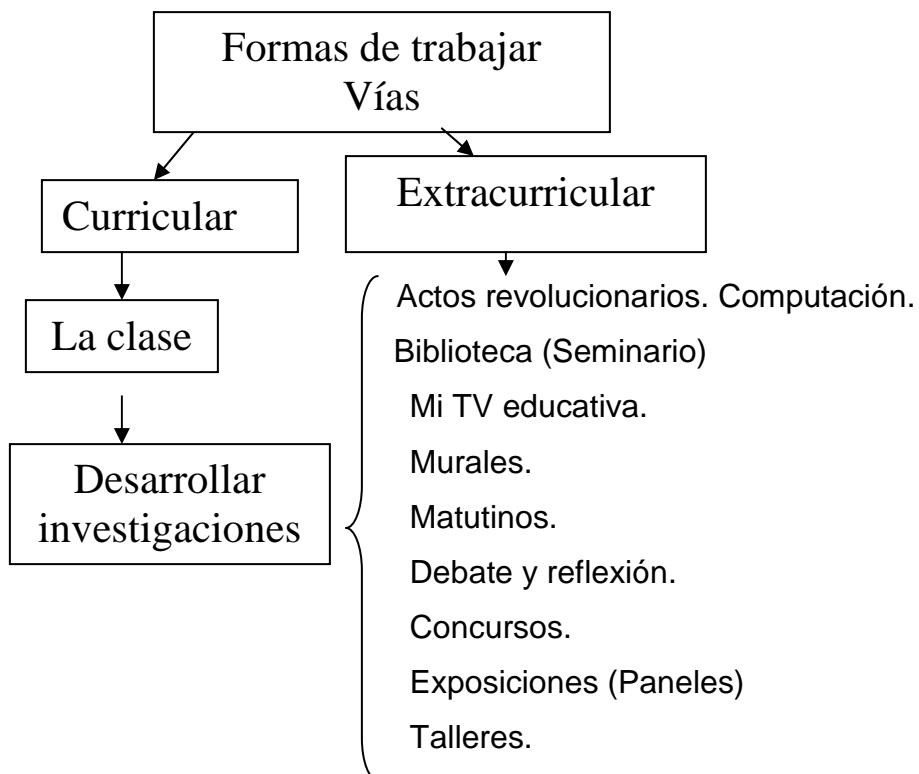 Formas de trabajar
Vías
Curricular
Extracurricular
La clase
Desarrollar
investigaciones
Actos revolucionarios. Computación.
Biblioteca (Seminario)
Mi TV educativa.
Murales.
Matutinos.
Debate y reflexión.
Concursos.
Exposiciones (Paneles)
Talleres.